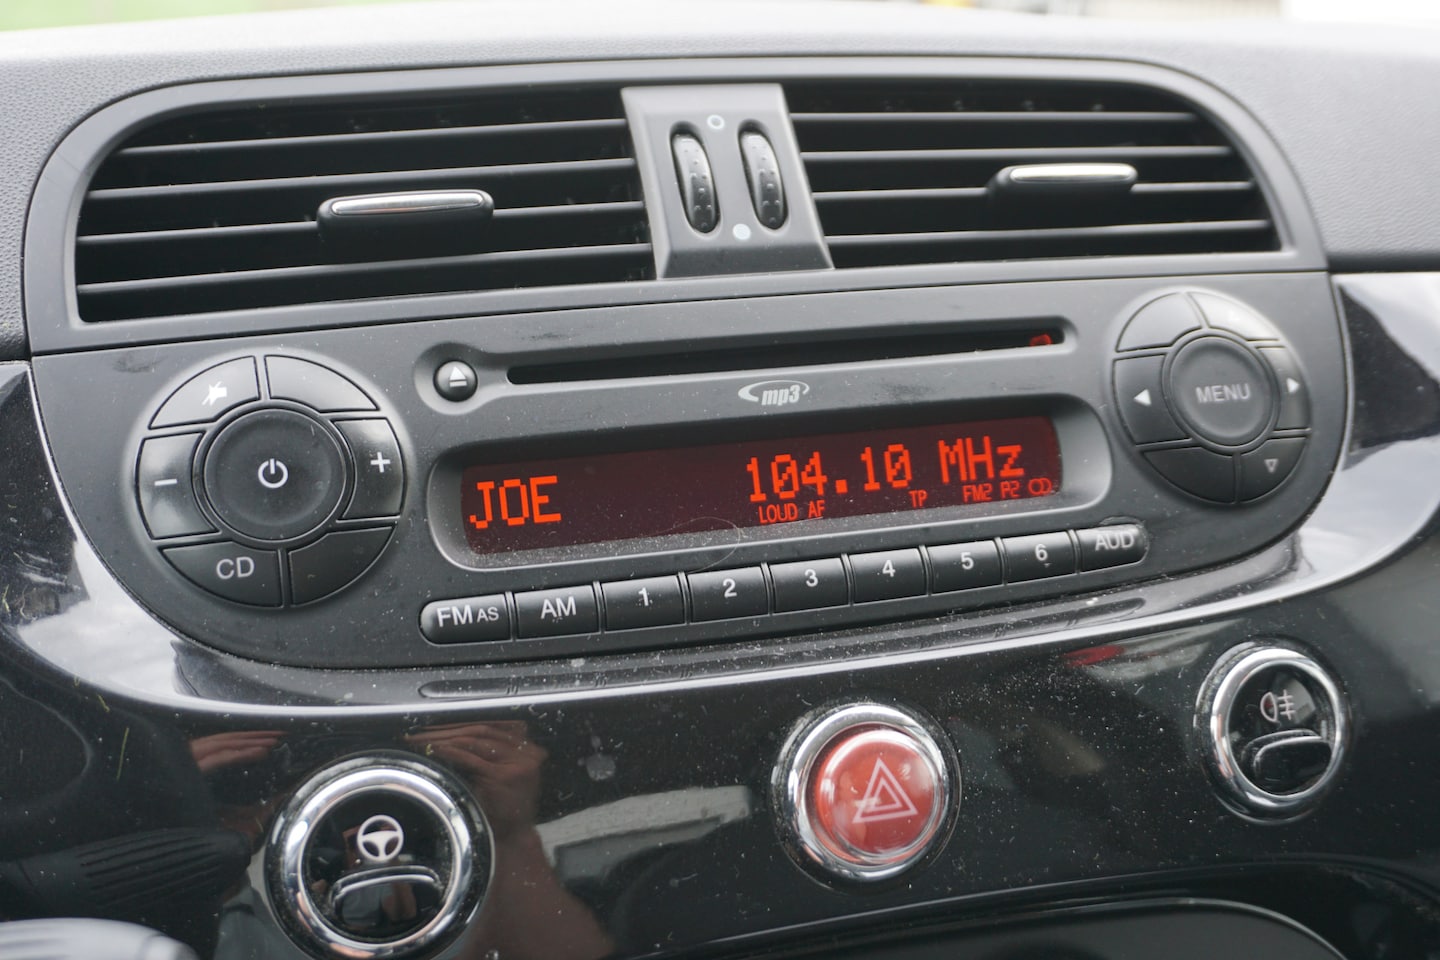 mp3
MENU
JOE 104.10 MHz
LOUD AF TP FM2 P2 CD
CD
FM AS AM 1 2 3 4 5 6 AUD